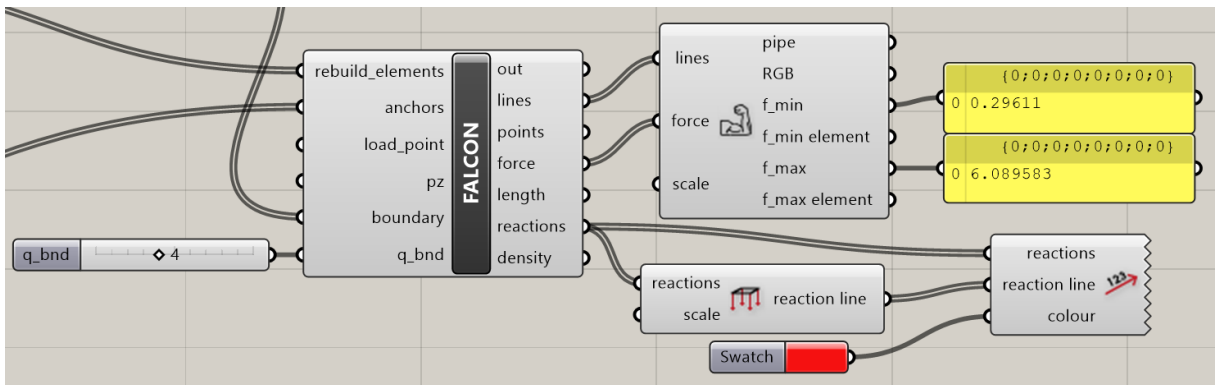 rebuild_elements
anchors
load_point
pz
boundary
q_bnd
FALCON
out
lines
points
force
length
reactions
density
q_bnd
4
lines
force
scale
pipe
RGB
f_min
f_min element
f_max
f_max element
{0;0;0;0;0;0;0;0}
0 0.29611
{0;0;0;0;0;0;0;0}
0 6.089583
reactions
scale
reaction line
Swatch
reactions
reaction line
colour
123